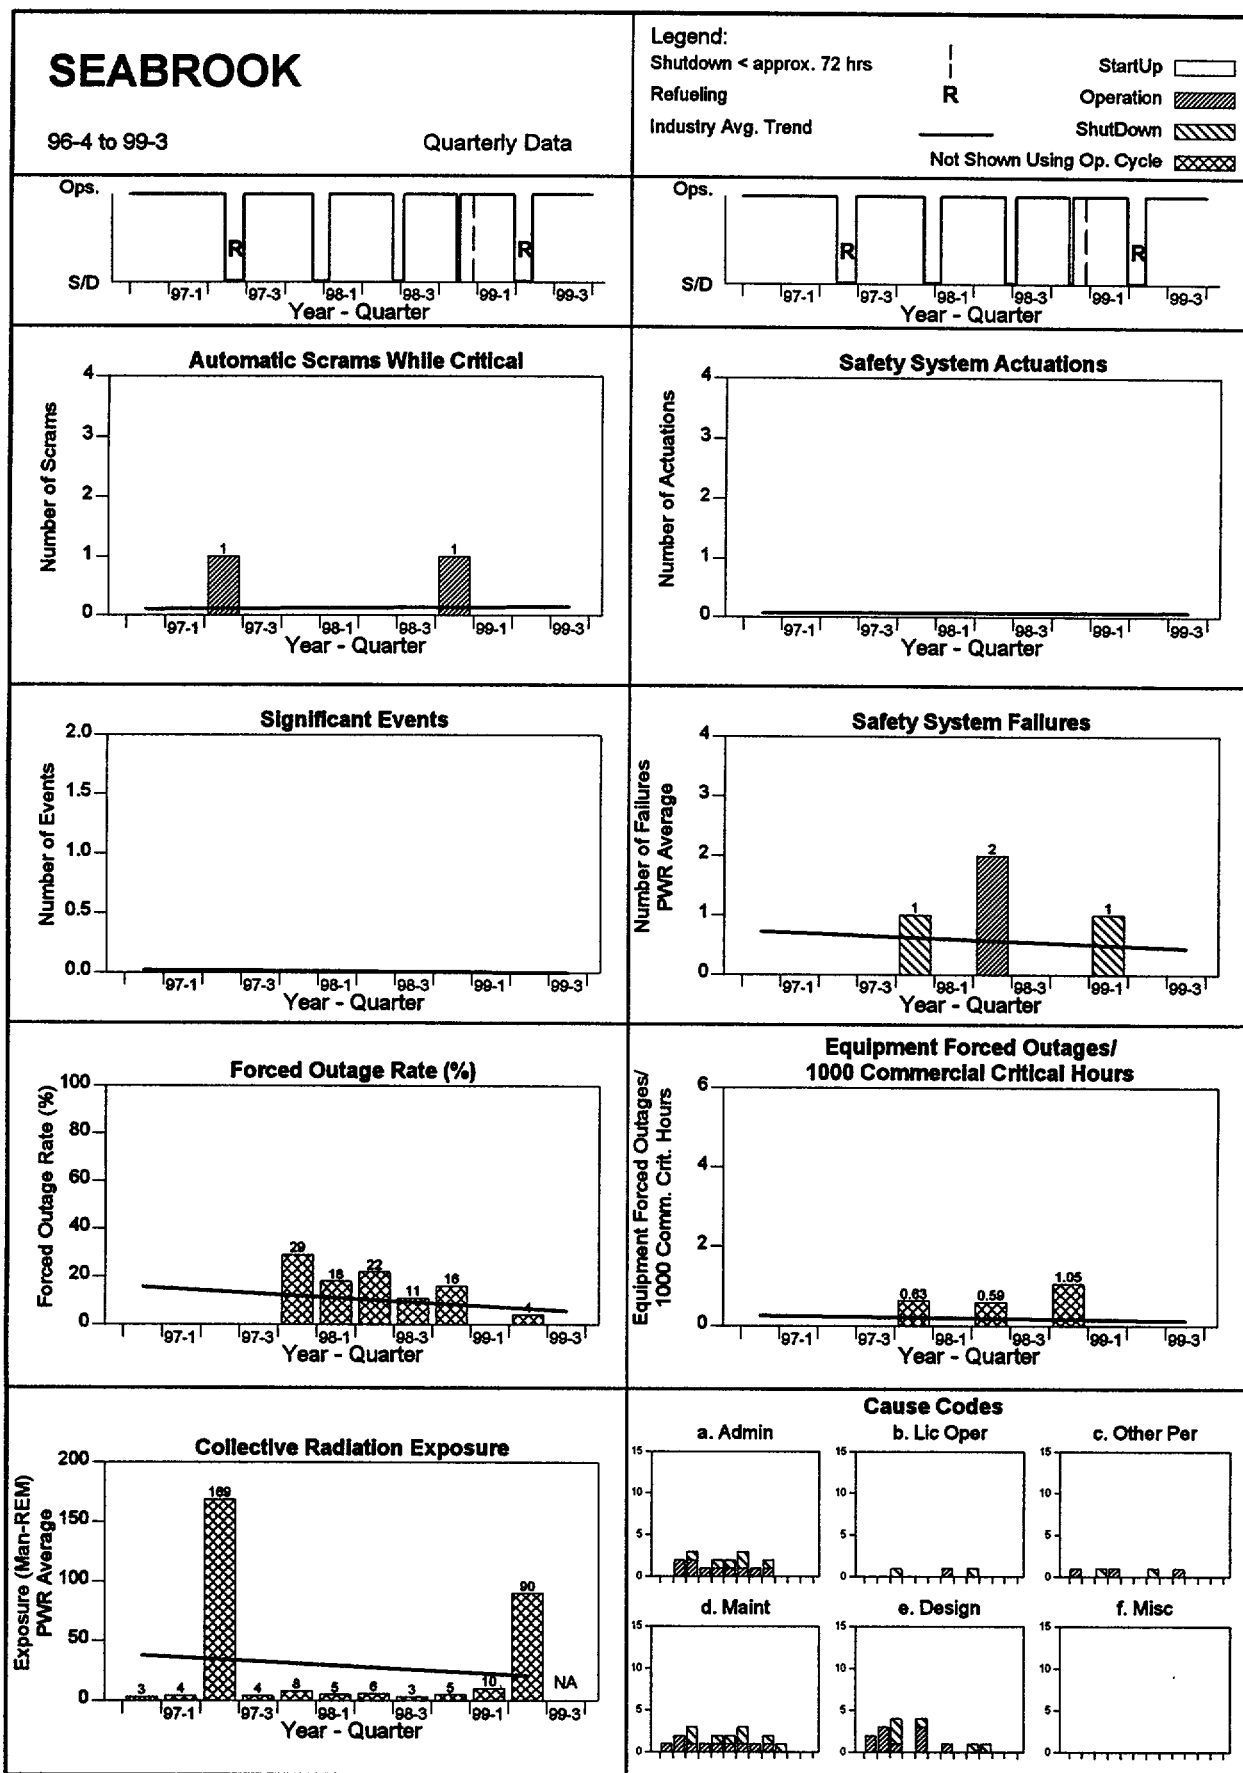 SEABROOK
96-4 to 99-3 Quarterly Data
Legend:
Shutdown < approx. 72 hrs
Refueling R
Industry Avg. Trend
StartUp
Operation
ShutDown
Not Shown Using Op. Cycle
Ops.
R R
S/D
97-1 97-3 98-1 98-3 99-1 99-3
Year - Quarter
Ops.
R R
S/D
97-1 97-3 98-1 98-3 99-1 99-3
Year - Quarter
Automatic Scrams While Critical
Number of Scrams
4
3
2
1
0
1 1
97-1 97-3 98-1 98-3 99-1 99-3
Year - Quarter
Safety System Actuations
Number of Actuations
4
3
2
1
0
97-1 97-3 98-1 98-3 99-1 99-3
Year - Quarter
Significant Events
Number of Events
2.0
1.5
1.0
0.5
0.0
97-1 97-3 98-1 98-3 99-1 99-3
Year - Quarter
Safety System Failures
Number of Failures
PWR Average
4
3
2
1
0
1 2 1
97-1 97-3 98-1 98-3 99-1 99-3
Year - Quarter
Forced Outage Rate (%)
Forced Outage Rate (%)
100
80
60
40
20
0
29 18 22 11 16 4
97-1 97-3 98-1 98-3 99-1 99-3
Year - Quarter
Equipment Forced Outages/
1000 Commercial Critical Hours
Equipment Forced Outages/
1000 Comm. Crit. Hours
6
4
2
0
0.63 0.59 1.05
97-1 97-3 98-1 98-3 99-1 99-3
Year - Quarter
Collective Radiation Exposure
Exposure (Man-REM)
PWR Average
200
150
100
50
0
3 4 169 4 8 5 6 3 5 10 90 NA
97-1 97-3 98-1 98-3 99-1 99-3
Year - Quarter
Cause Codes
a. Admin
15
10
5
0
b. Lic Oper
15
10
5
0
c. Other Per
15
10
5
0
d. Maint
15
10
5
0
e. Design
15
10
5
0
f. Misc
15
10
5
0